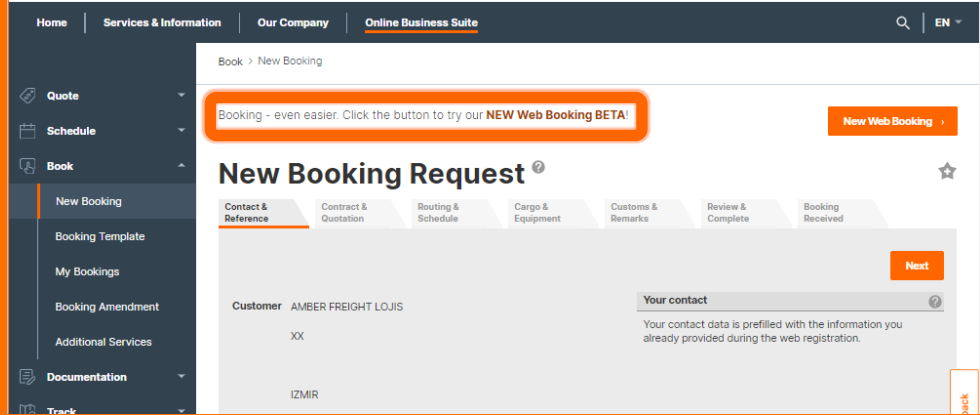 Home Services & Information Our Company Online Business Suite EN
Book > New Booking
Quote
Schedule
Book
New Booking
Booking Template
My Bookings
Booking Amendment
Additional Services
Documentation
Track
Booking - even easier. Click the button to try our NEW Web Booking BETA!
New Web Booking ›
New Booking Request ?
Contact & Reference
Contract & Quotation
Routing & Schedule
Cargo & Equipment
Customs & Remarks
Review & Complete
Booking Received
Next
Customer AMBER FREIGHT LOJIS
XX
IZMIR
Your contact ?
Your contact data is prefilled with the information you
already provided during the web registration.